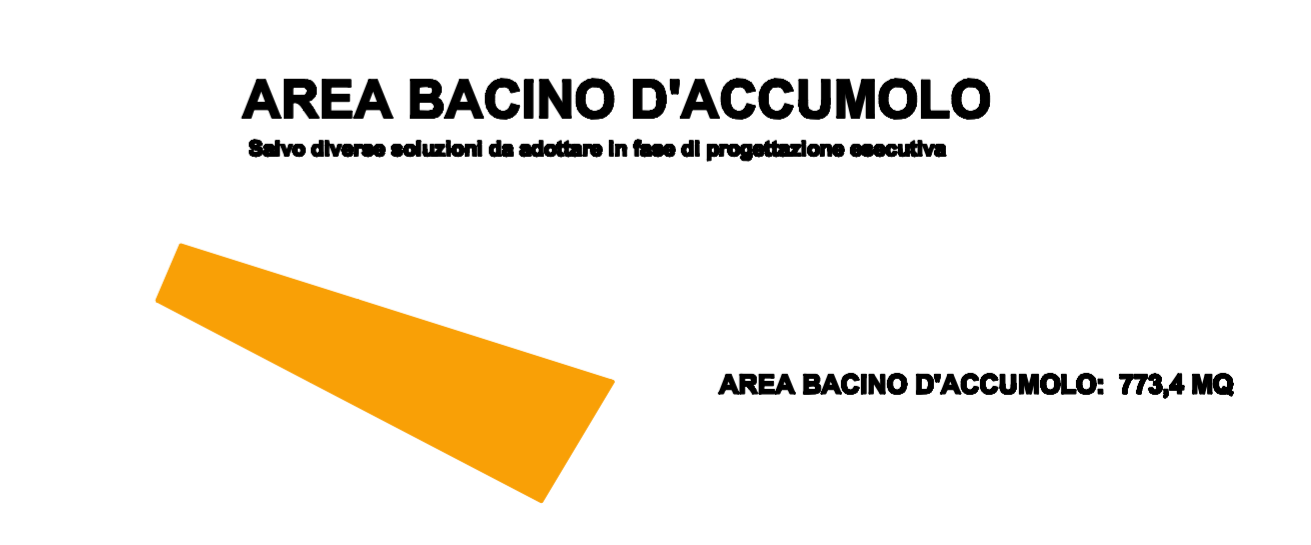 AREA BACINO D'ACCUMOLO
Salvo diverse soluzioni da adottare in fase di progettazione esecutiva
AREA BACINO D'ACCUMOLO: 773,4 MQ